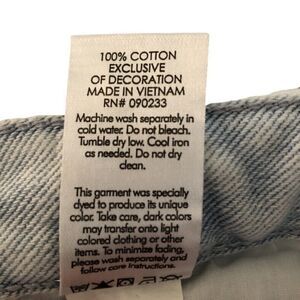 100% COTTON
EXCLUSIVE
OF DECORATION
MADE IN VIETNAM
RN# 090233
Machine wash separately in
cold water. Do not bleach.
Tumble dry low. Cool iron
as needed. Do not dry
clean.
This garment was specially
dyed to produce its unique
color. Take care, dark colors
may transfer onto light
colored clothing or other
items. To minimize fading,
please wash separately and
follow care instructions.